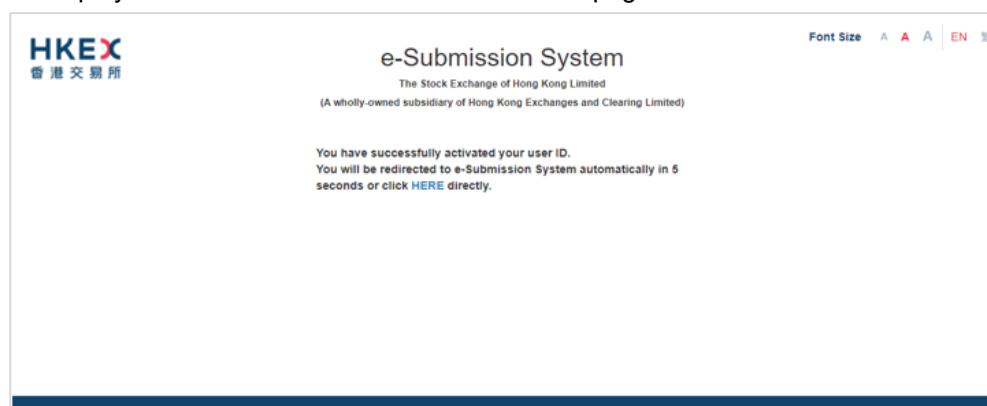 HKEX
香港交易所
Font Size A A A EN
e-Submission System
The Stock Exchange of Hong Kong Limited
(A wholly-owned subsidiary of Hong Kong Exchanges and Clearing Limited)
You have successfully activated your user ID.
You will be redirected to e-Submission System automatically in 5
seconds or click HERE directly.